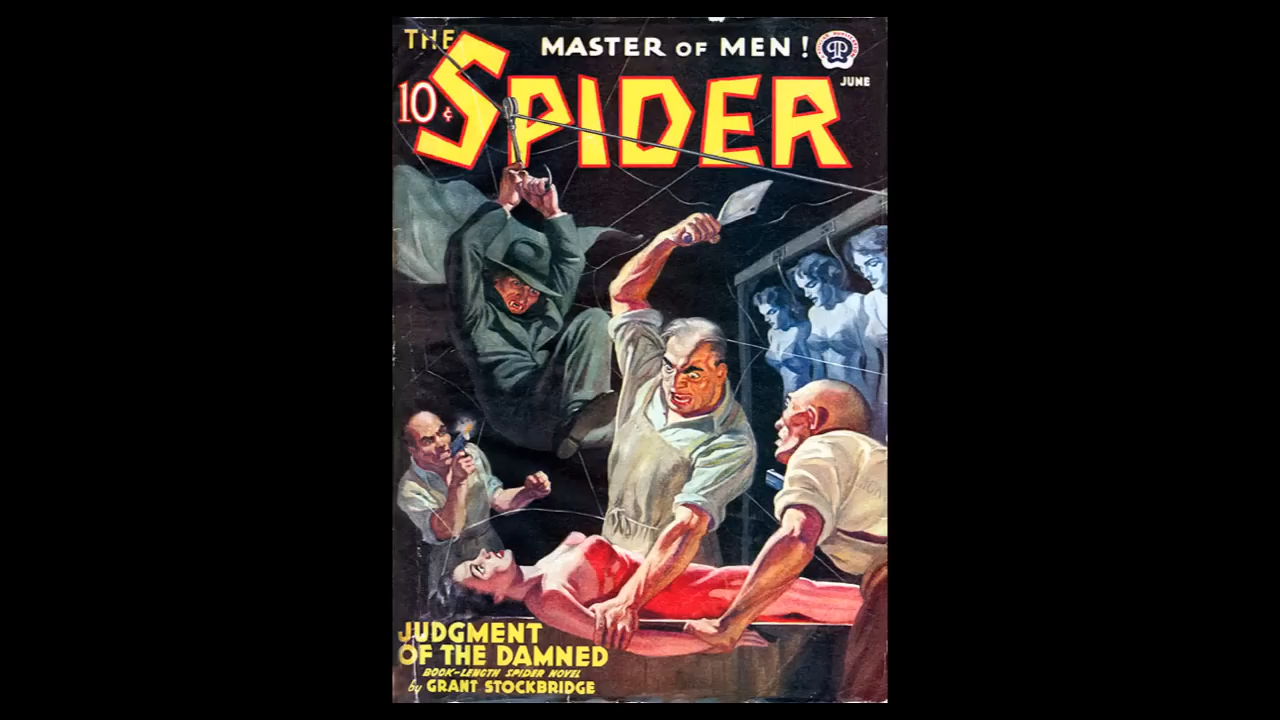 THE
SPIDER
MASTER OF MEN!
JUNE
10¢
JUDGMENT
OF THE DAMNED
BOOK-LENGTH SPIDER NOVEL
by GRANT STOCKBRIDGE